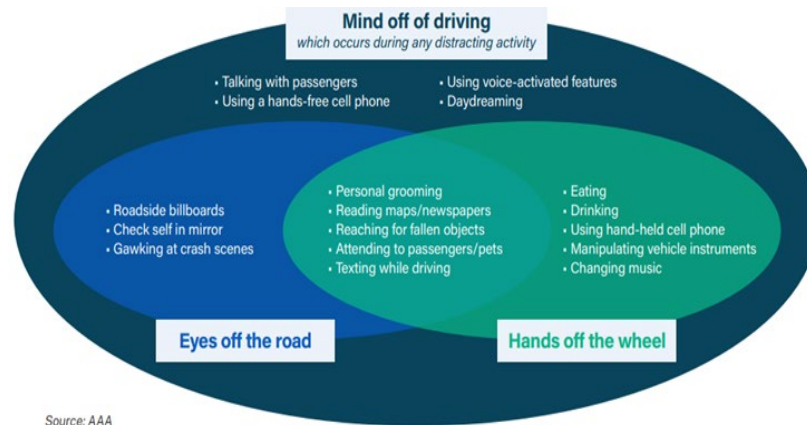 Mind off of driving
which occurs during any distracting activity
• Talking with passengers
• Using a hands-free cell phone
• Using voice-activated features
• Daydreaming
• Roadside billboards
• Check self in mirror
• Gawking at crash scenes
• Personal grooming
• Reading maps/newspapers
• Reaching for fallen objects
• Attending to passengers/pets
• Texting while driving
• Eating
• Drinking
• Using hand-held cell phone
• Manipulating vehicle instruments
• Changing music
Eyes off the road
Hands off the wheel
Source: AAA